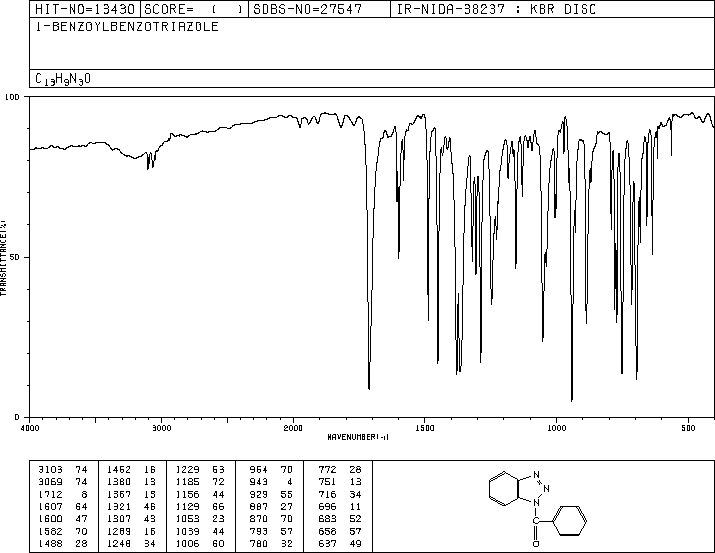 HIT-NO=13430 SCORE= ( ) SDBS-NO=27547 IR-NIDA-38237 : KBR DISC
1-BENZOYLBENZOTRIAZOLE
C13H9N3O
100
50
0
TRANSMITTANCE(%)
4000 3000 2000 1500 1000 500
WAVENUMBER(-1)
3103 74 1452 16 1229 63 964 70 772 28
3069 74 1380 13 1185 72 943 4 751 13
1712 8 1367 13 1156 44 929 55 716 34
1607 64 1321 46 1129 66 887 27 696 11
1600 47 1307 43 1053 23 870 70 683 52
1582 70 1289 16 1039 44 793 57 658 57
1488 28 1248 34 1006 60 780 32 637 49
N
N
N
C
O